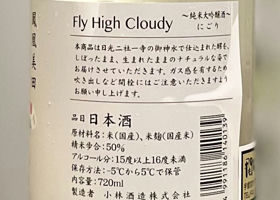 Fly High Cloudy
〜純米大吟醸酒〜
にごり
鳳凰美田
本商品は日光二社一寺の御神水で仕込まれた醪を、
しぼったまま、生まれたままのナチュラルな姿で
お届けさせていただきます。ガス感を有するため
吹き出しなど開栓にはご注意いただきますよう
お願いいたします。
品目 日本酒
原材料名：米(国産)、米麹(国産米)
精米歩合：50%
アルコール分：15度以上16度未満
保存方法：−5℃から5℃で保管
内容量：720ml
製造者 小林酒造株式会社